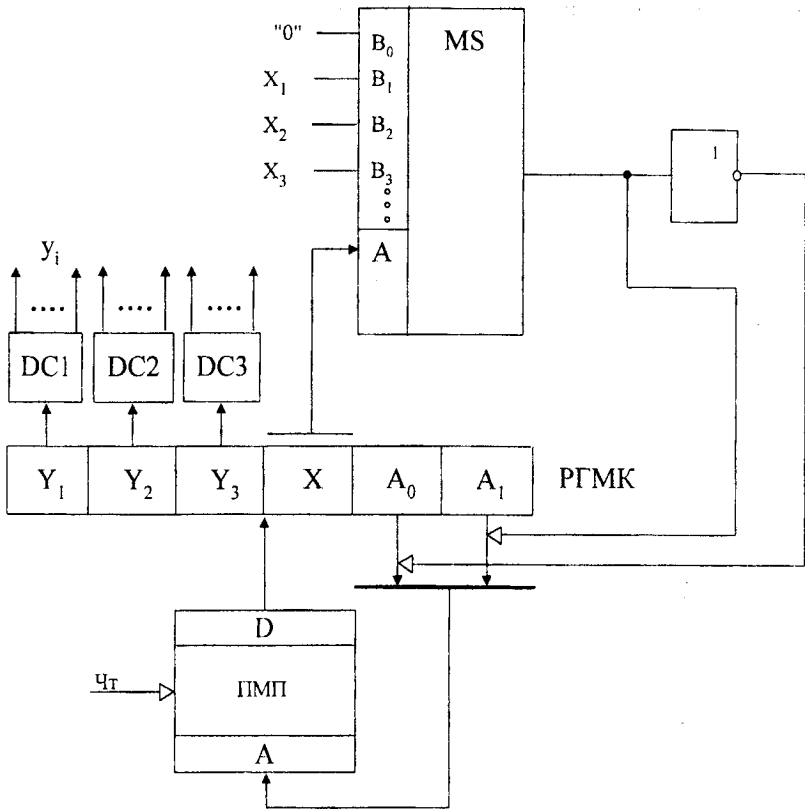 "0" B₀ MS
X₁ B₁
X₂ B₂
X₃ B₃
A
1
yᵢ
DC1 DC2 DC3
Y₁ Y₂ Y₃ X A₀ A₁ РГМК
D
Чт ПМП
A